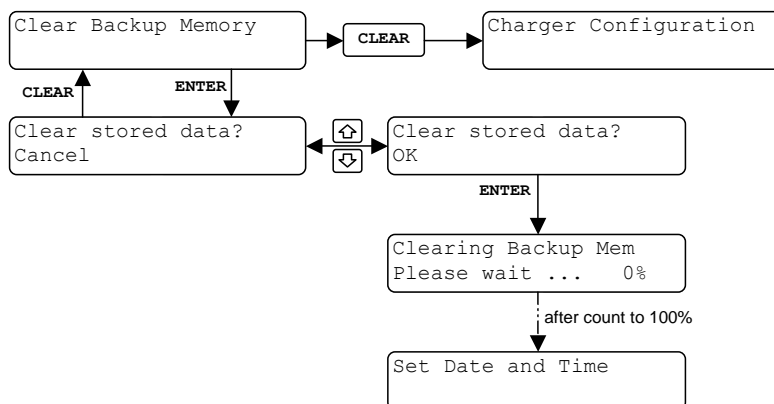 Clear Backup Memory
CLEAR
Charger Configuration
CLEAR
ENTER
Clear stored data?
Cancel
Clear stored data?
OK
ENTER
Clearing Backup Mem
Please wait ... 0%
after count to 100%
Set Date and Time